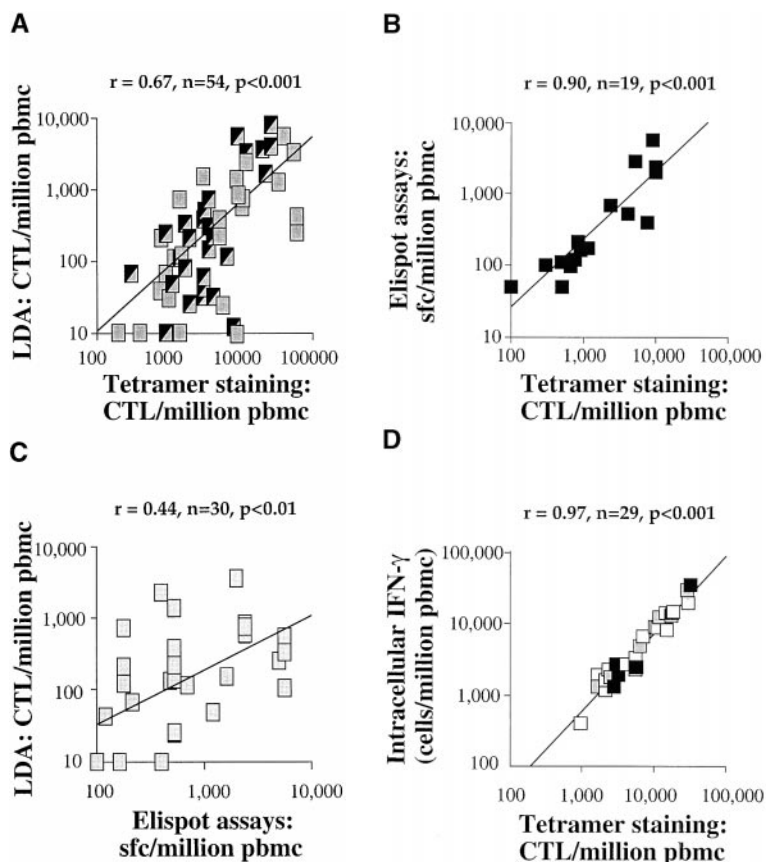 A
r = 0.67, n=54, p<0.001
LDA: CTL/million pbmc
10,000
1,000
100
10
100
1000
10000
100000
Tetramer staining:
CTL/million pbmc
B
r = 0.90, n=19, p<0.001
Elispot assays:
sfc/million pbmc
10,000
1,000
100
10
100
1,000
10,000
100,000
Tetramer staining:
CTL/million pbmc
C
r = 0.44, n=30, p<0.01
LDA: CTL/million pbmc
10,000
1,000
100
10
100
1,000
10,000
Elispot assays:
sfc/million pbmc
D
r = 0.97, n=29, p<0.001
Intracellular IFN-γ
(cells/million pbmc)
100,000
10,000
1,000
100
100
1,000
10,000
100,000
Tetramer staining:
CTL/million pbmc